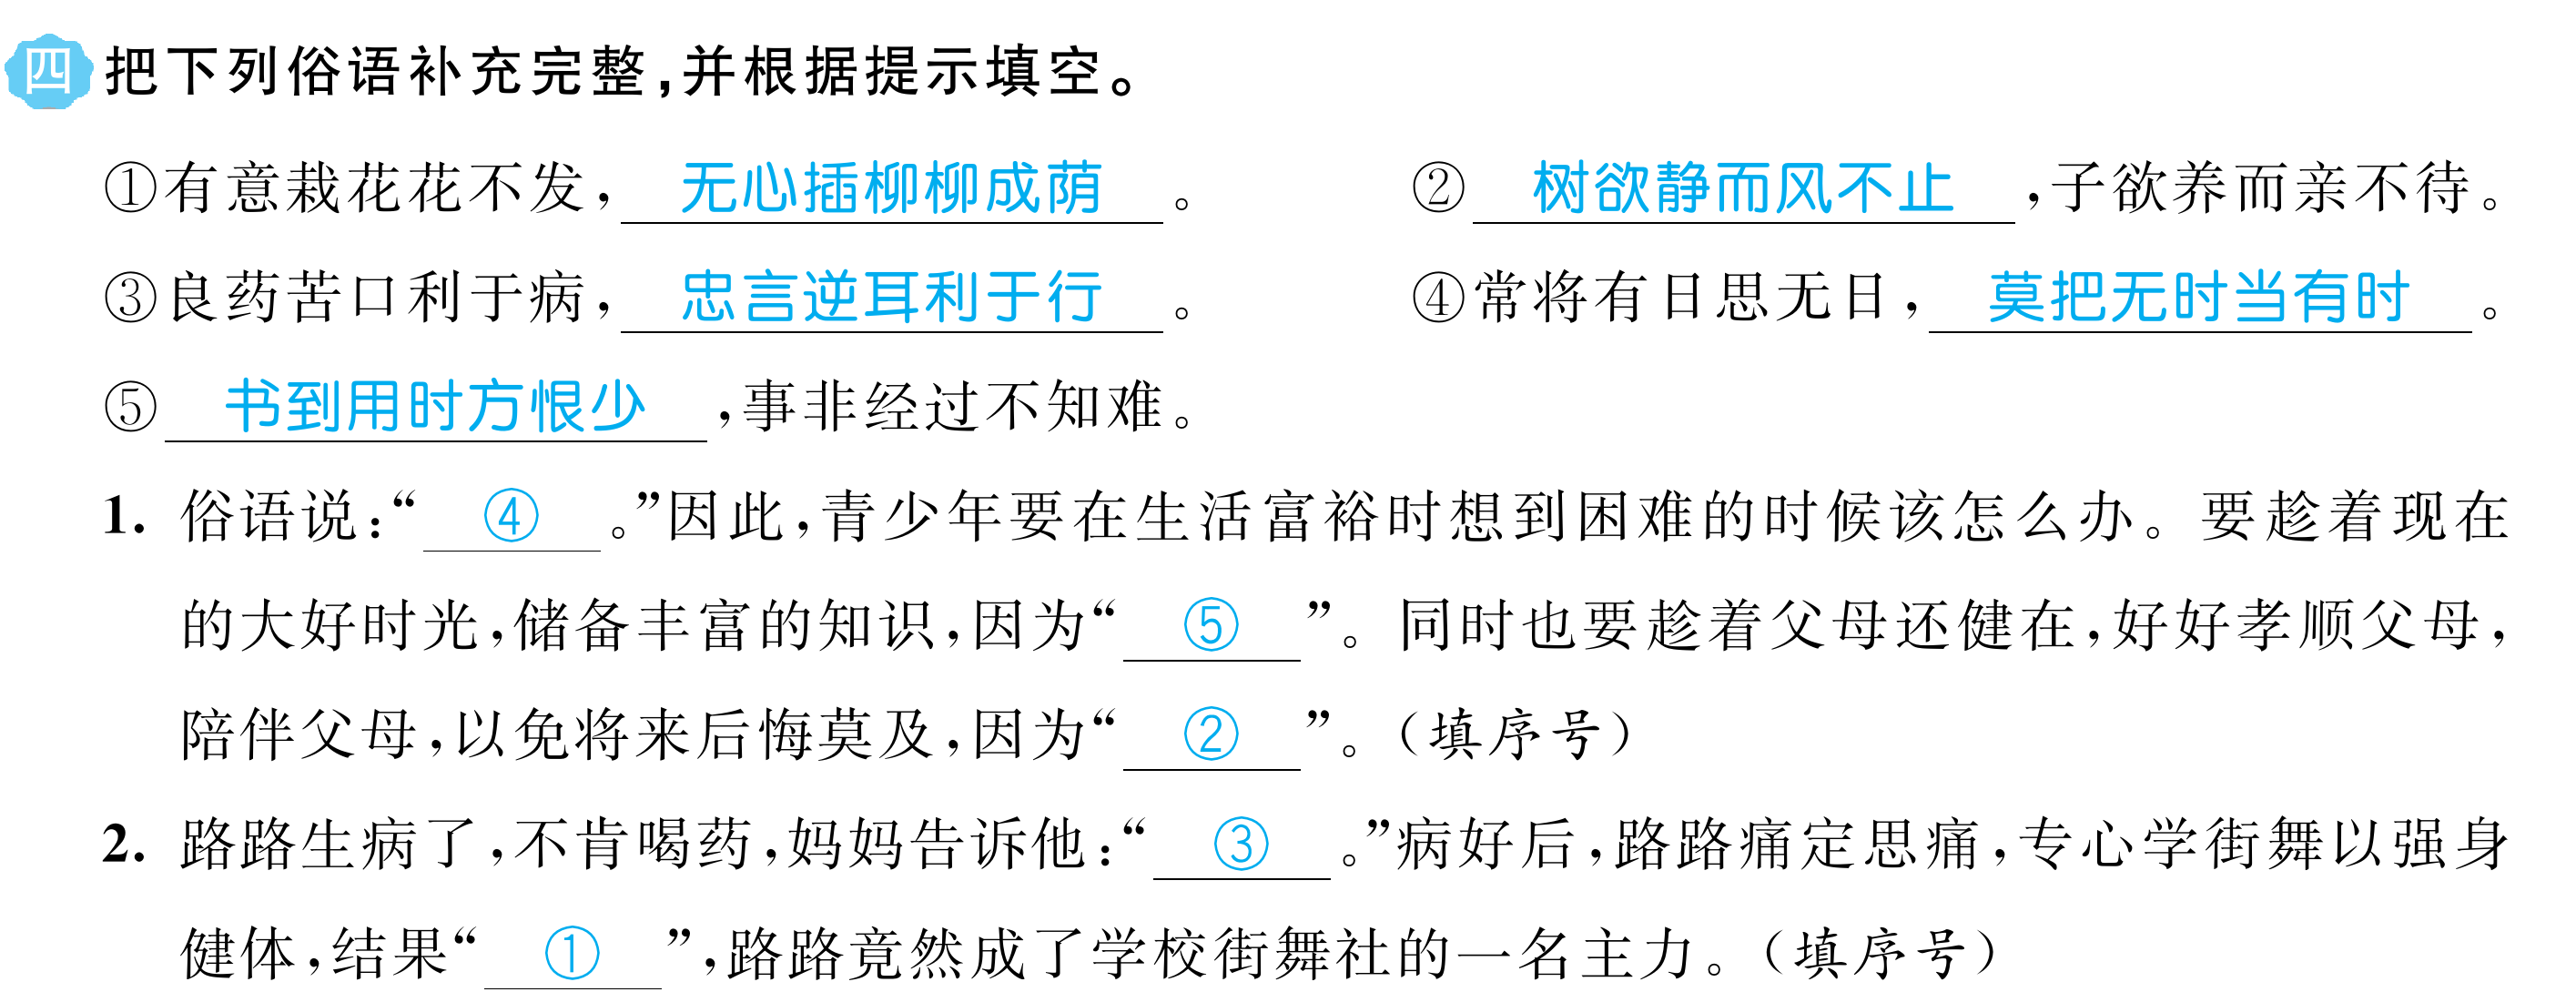 四 把下列俗语补充完整,并根据提示填空。
①有意栽花花不发, 无心插柳柳成荫 。 ② 树欲静而风不止 ,子欲养而亲不待。
③良药苦口利于病, 忠言逆耳利于行 。 ④常将有日思无日, 莫把无时当有时 。
⑤ 书到用时方恨少 ,事非经过不知难。
1. 俗语说:“ ④ 。”因此,青少年要在生活富裕时想到困难的时候该怎么办。要趁着现在
的大好时光,储备丰富的知识,因为“ ⑤ ”。同时也要趁着父母还健在,好好孝顺父母,
陪伴父母,以免将来后悔莫及,因为“ ② ”。(填序号)
2. 路路生病了,不肯喝药,妈妈告诉他:“ ③ 。”病好后,路路痛定思痛,专心学街舞以强身
健体,结果“ ① ”,路路竟然成了学校街舞社的一名主力。(填序号)